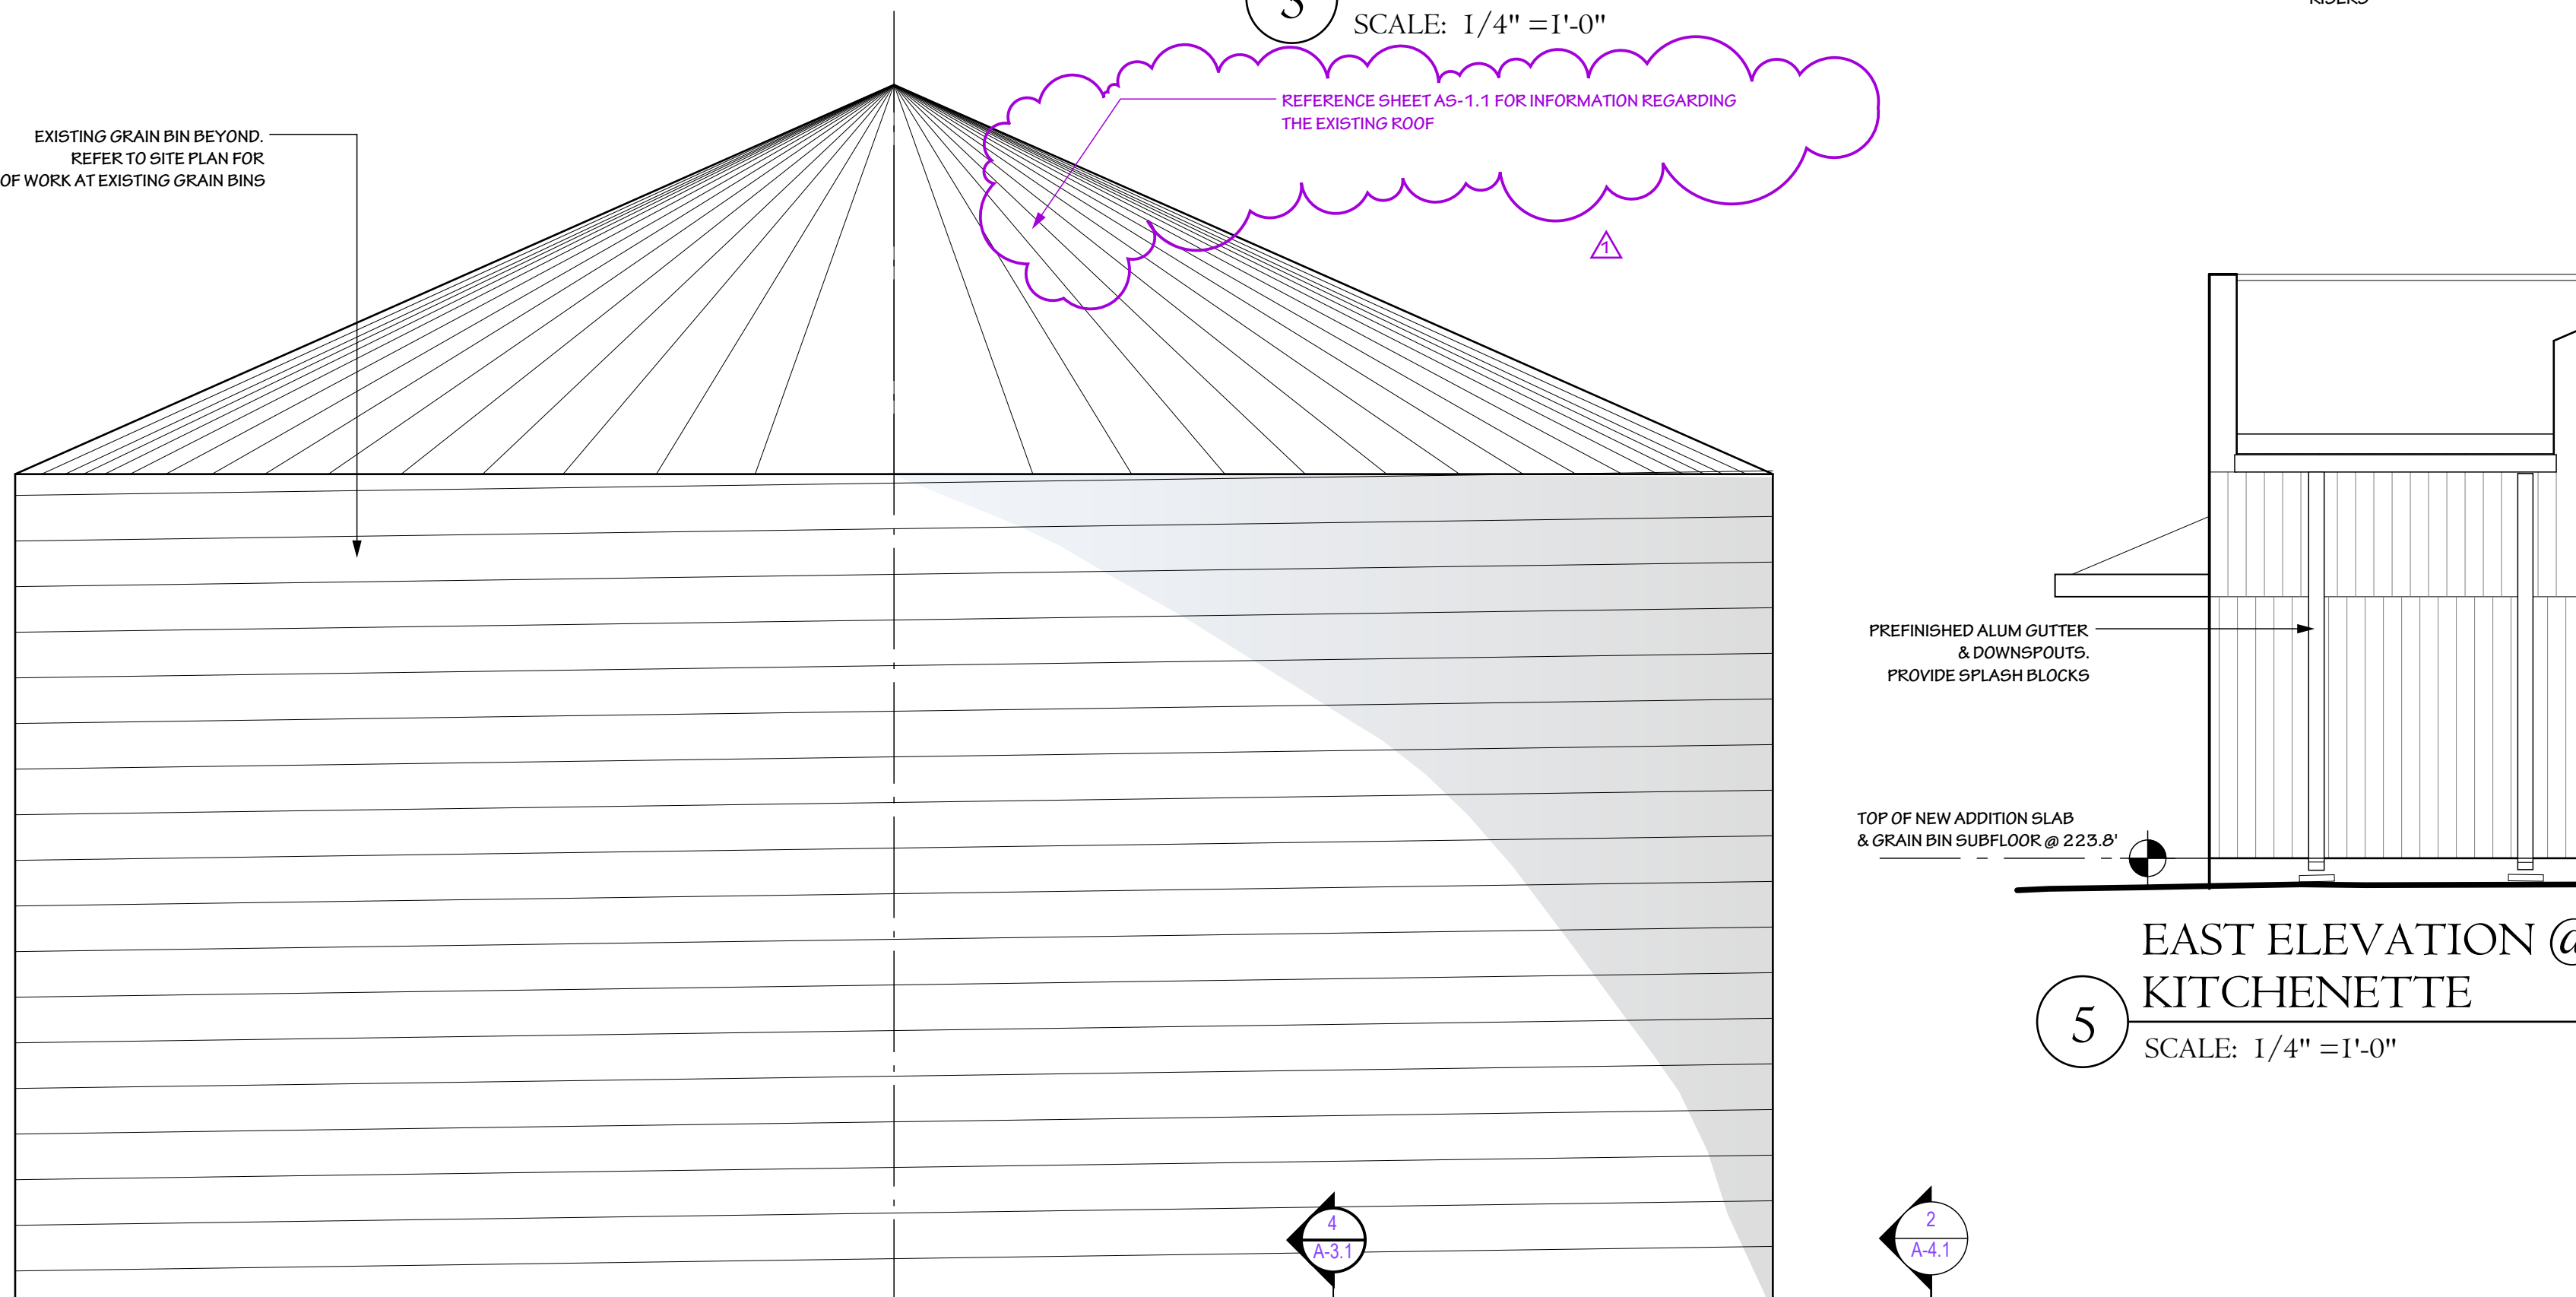 RISERS
3
SCALE: 1/4" =1'-0"
REFERENCE SHEET AS-1.1 FOR INFORMATION REGARDING
THE EXISTING ROOF
1
EXISTING GRAIN BIN BEYOND.
REFER TO SITE PLAN FOR
OF WORK AT EXISTING GRAIN BINS
PREFINISHED ALUM GUTTER
& DOWNSPOUTS.
PROVIDE SPLASH BLOCKS
TOP OF NEW ADDITION SLAB
& GRAIN BIN SUBFLOOR @ 223.8'
EAST ELEVATION @
KITCHENETTE
5
SCALE: 1/4" =1'-0"
4
A-3.1
2
A-4.1